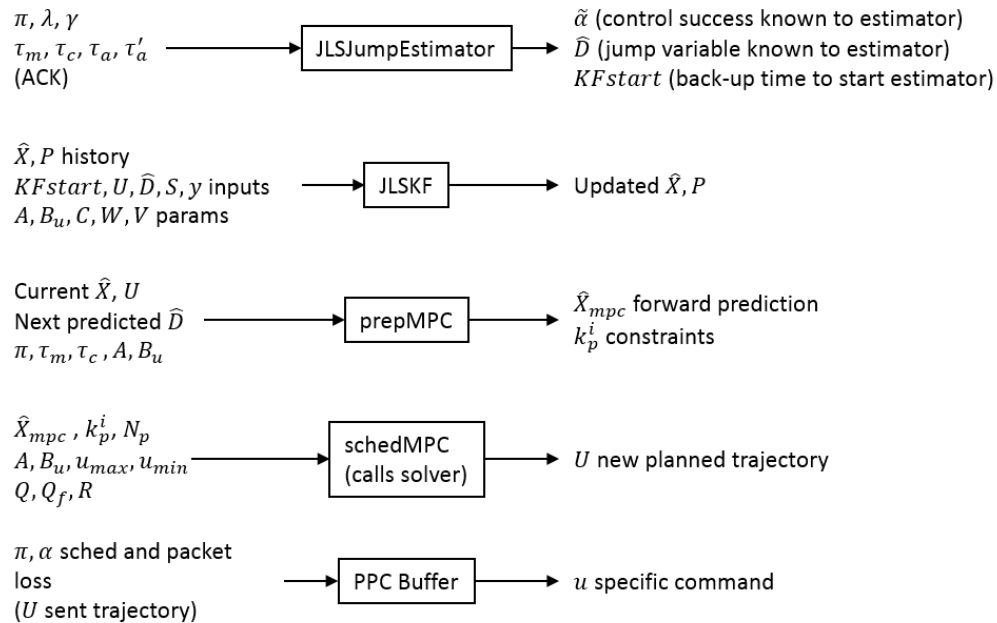 π, λ, γ
τ_m, τ_c, τ_a, τ′_a
(ACK)
JLSJumpEstimator
α̃ (control success known to estimator)
D̂ (jump variable known to estimator)
KFstart (back-up time to start estimator)
X̂, P history
KFstart, U, D̂, S, y inputs
A, B_u, C, W, V params
JLSKF
Updated X̂, P
Current X̂, U
Next predicted D̂
π, τ_m, τ_c , A, B_u
prepMPC
X̂_mpc forward prediction
k_p^i constraints
X̂_mpc , k_p^i, N_p
A, B_u, u_max, u_min
Q, Q_f, R
schedMPC
(calls solver)
U new planned trajectory
π, α sched and packet
loss
(U sent trajectory)
PPC Buffer
u specific command